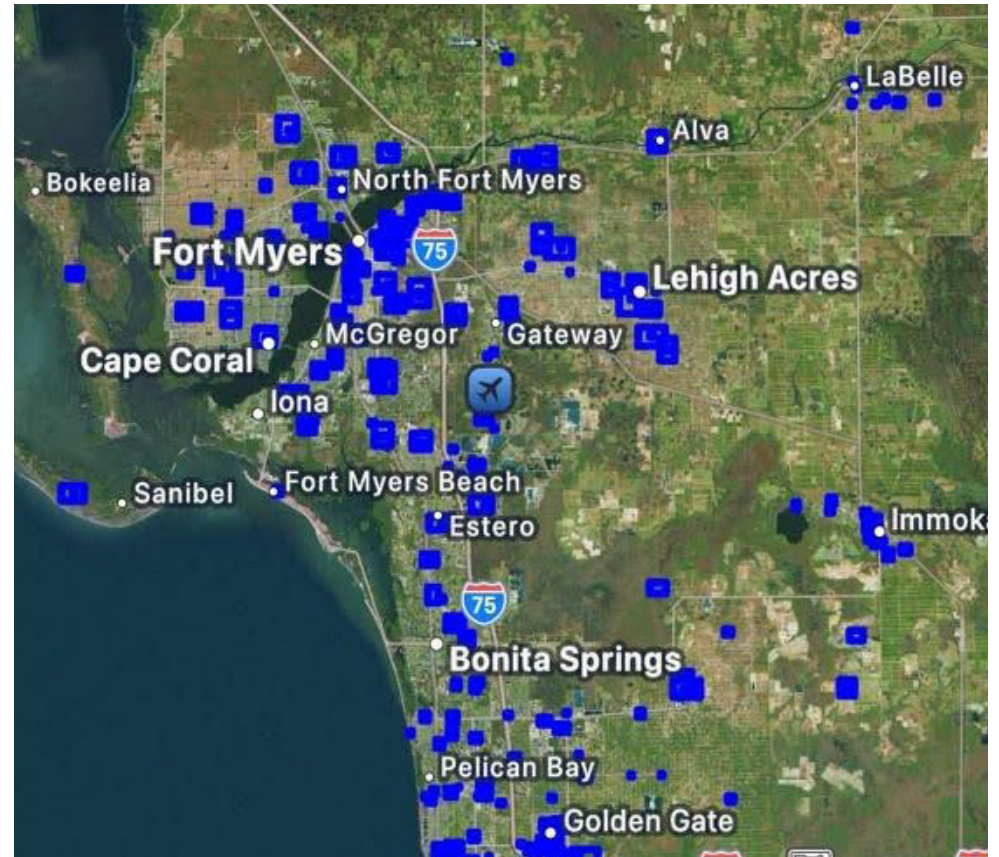 LaBelle
Alva
Bokeelia
North Fort Myers
Fort Myers
75
Lehigh Acres
McGregor
Gateway
Cape Coral
Iona
Sanibel
Fort Myers Beach
Estero
Immoka
75
Bonita Springs
Pelican Bay
Golden Gate